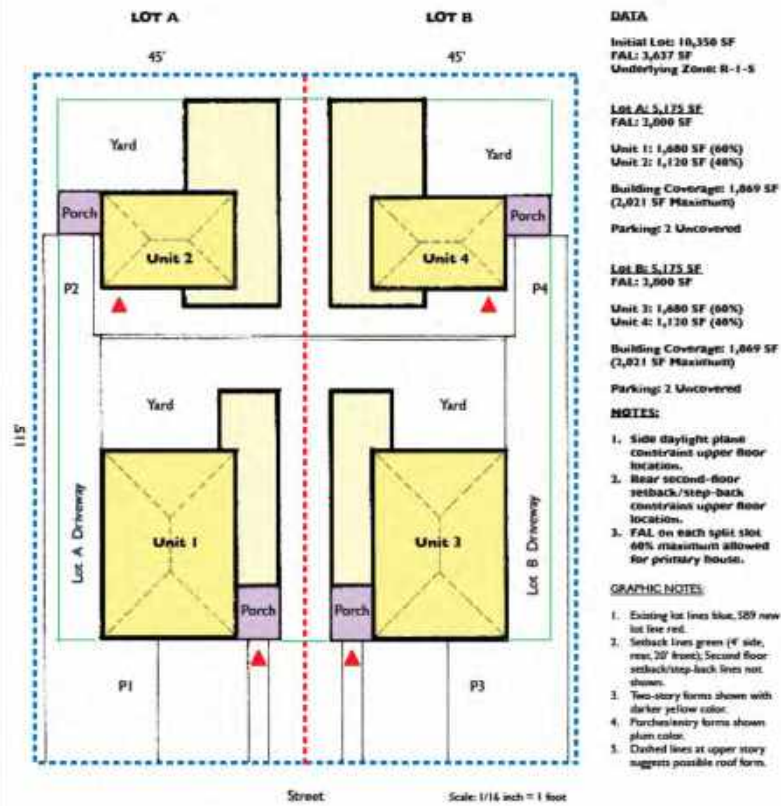 LOT A
LOT B
45'
45'
Yard
Yard
Porch
Porch
Unit 2
Unit 4
P2
P4
115'
Yard
Yard
Lot A Driveway
Lot B Driveway
Unit 1
Unit 3
Porch
Porch
P1
P3
Street
Scale: 1/16 inch = 1 foot
DATA
Initial Lot: 10,350 SF
FAL: 3,637 SF
Underlying Zone: R-1-S
Lot A: 5,175 SF
FAL: 2,800 SF
Unit 1: 1,680 SF (60%)
Unit 2: 1,120 SF (40%)
Building Coverage: 1,869 SF
(2,021 SF Maximum)
Parking: 2 Uncovered
Lot B: 5,175 SF
FAL: 2,800 SF
Unit 3: 1,680 SF (60%)
Unit 4: 1,120 SF (40%)
Building Coverage: 1,869 SF
(2,021 SF Maximum)
Parking: 2 Uncovered
NOTES:
1. Side daylight plane
constrains upper floor
location.
2. Rear second-floor
setback/step-back
constrains upper floor
location.
3. FAL on each split slot
60% maximum allowed
for primary house.
GRAPHIC NOTES:
1. Existing lot lines blue, SB9 new
lot line red.
2. Setback lines green (4' side,
rear, 20' front); Second floor
setback/step-back lines not
shown.
3. Two-story forms shown with
darker yellow color.
4. Porches/entry forms shown
plum color.
5. Dashed lines at upper story
suggests possible roof form.